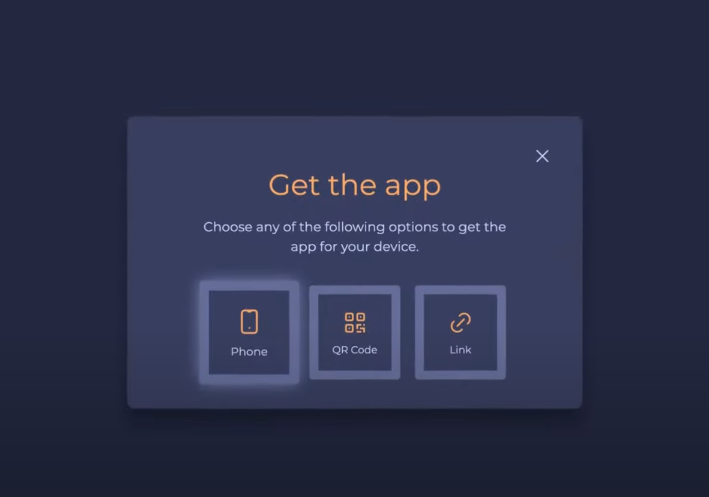 Get the app
Choose any of the following options to get the
app for your device.
Phone
QR Code
Link